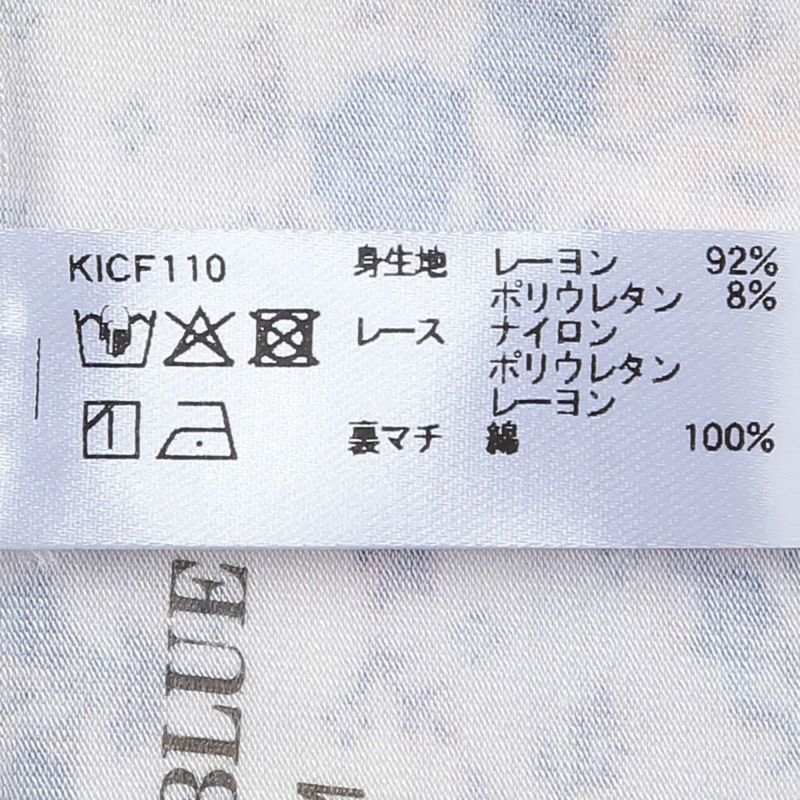 KICF110
身生地 レーヨン 92%
ポリウレタン 8%
レース ナイロン
ポリウレタン
レーヨン
裏マチ 綿 100%
BLUE